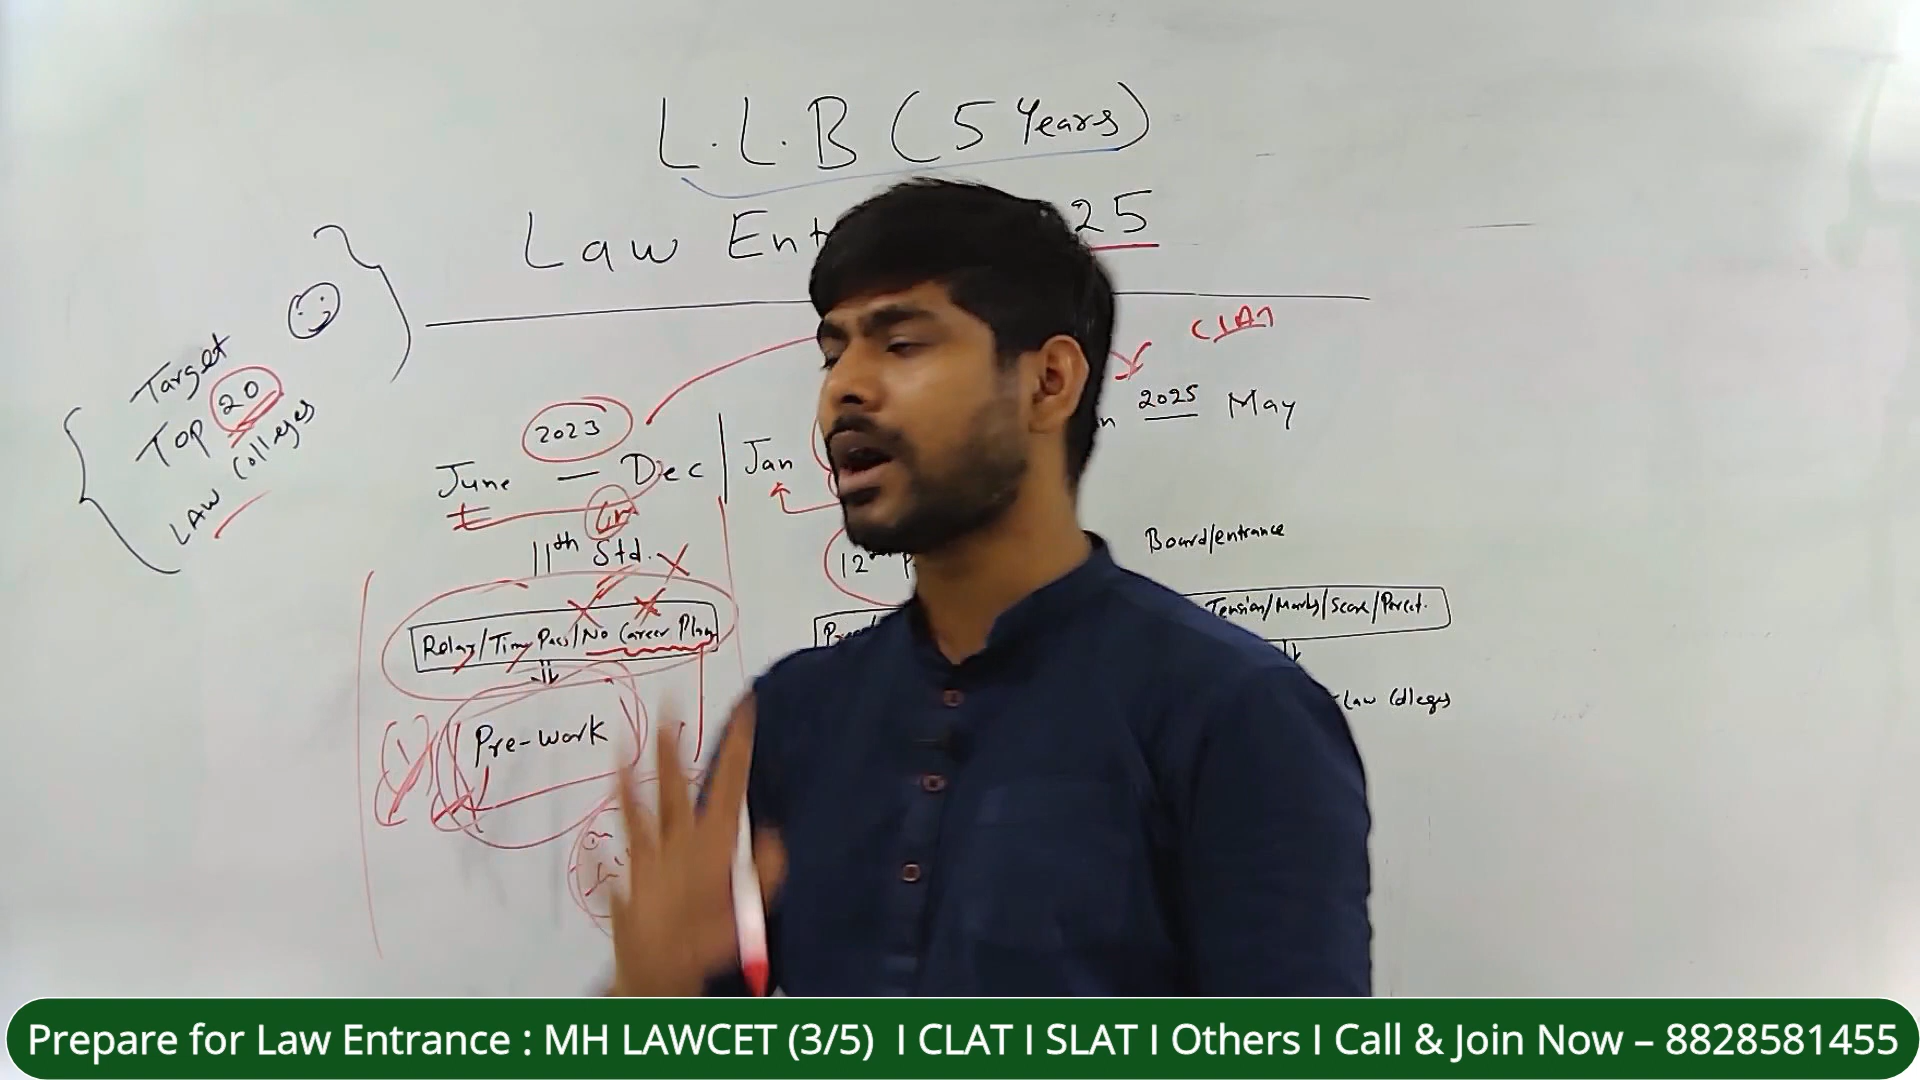 L.L.B (5 Years)
Law Ent 25
CLAT
Target
TOP 20
LAW Colleges
2023
June — Dec
Jan
2025 May
11th Std.
12th P
Board/entrance
Relax/Time Pass/No Career Plan
Tension/Marks/Score/Percet.
Pre-work
Law Colleges
Prepare for Law Entrance : MH LAWCET (3/5) I CLAT I SLAT I Others I Call & Join Now – 8828581455